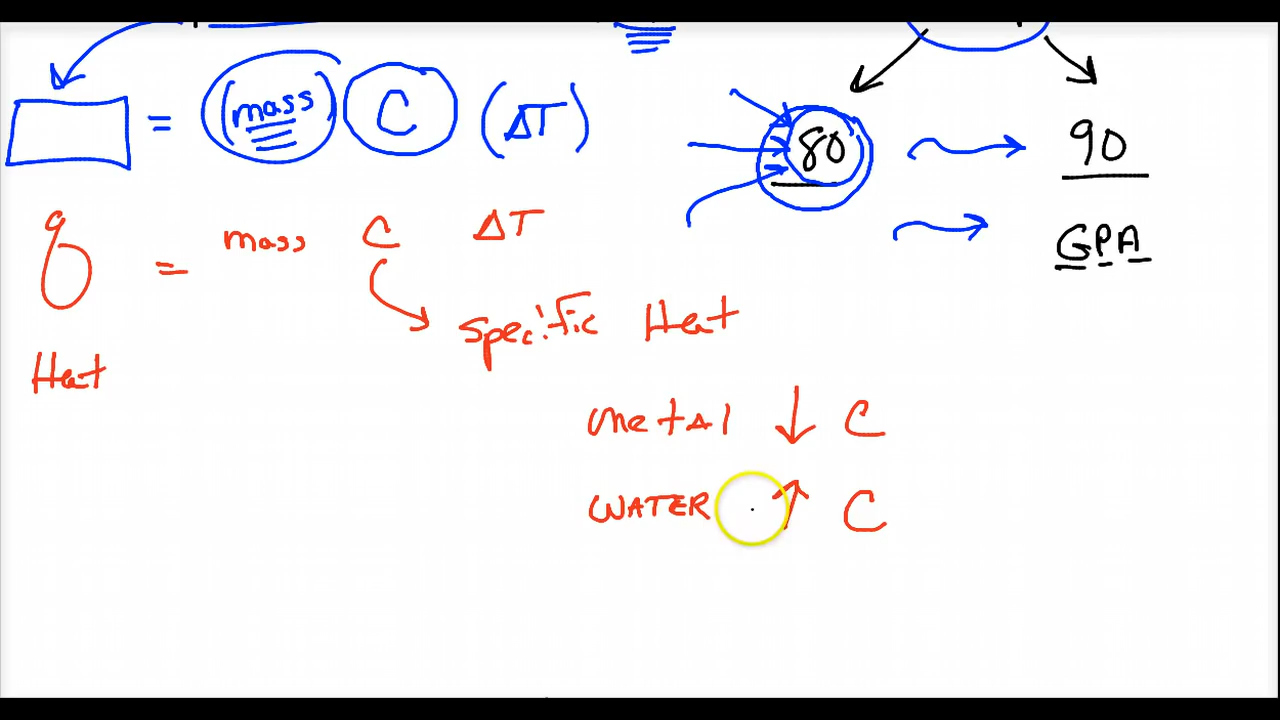 = (mass) C (ΔT)
80
90
GPA
q = mass C ΔT
Specific Heat
Heat
Metal ↓ C
WATER ↑ C